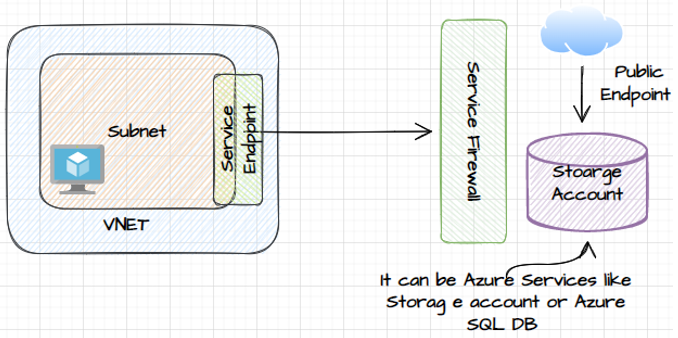 Subnet
Service
Endpoint
VNET
Service Firewall
Public
Endpoint
Stoarge
Account
It can be Azure Services like
Storag e account or Azure
SQL DB